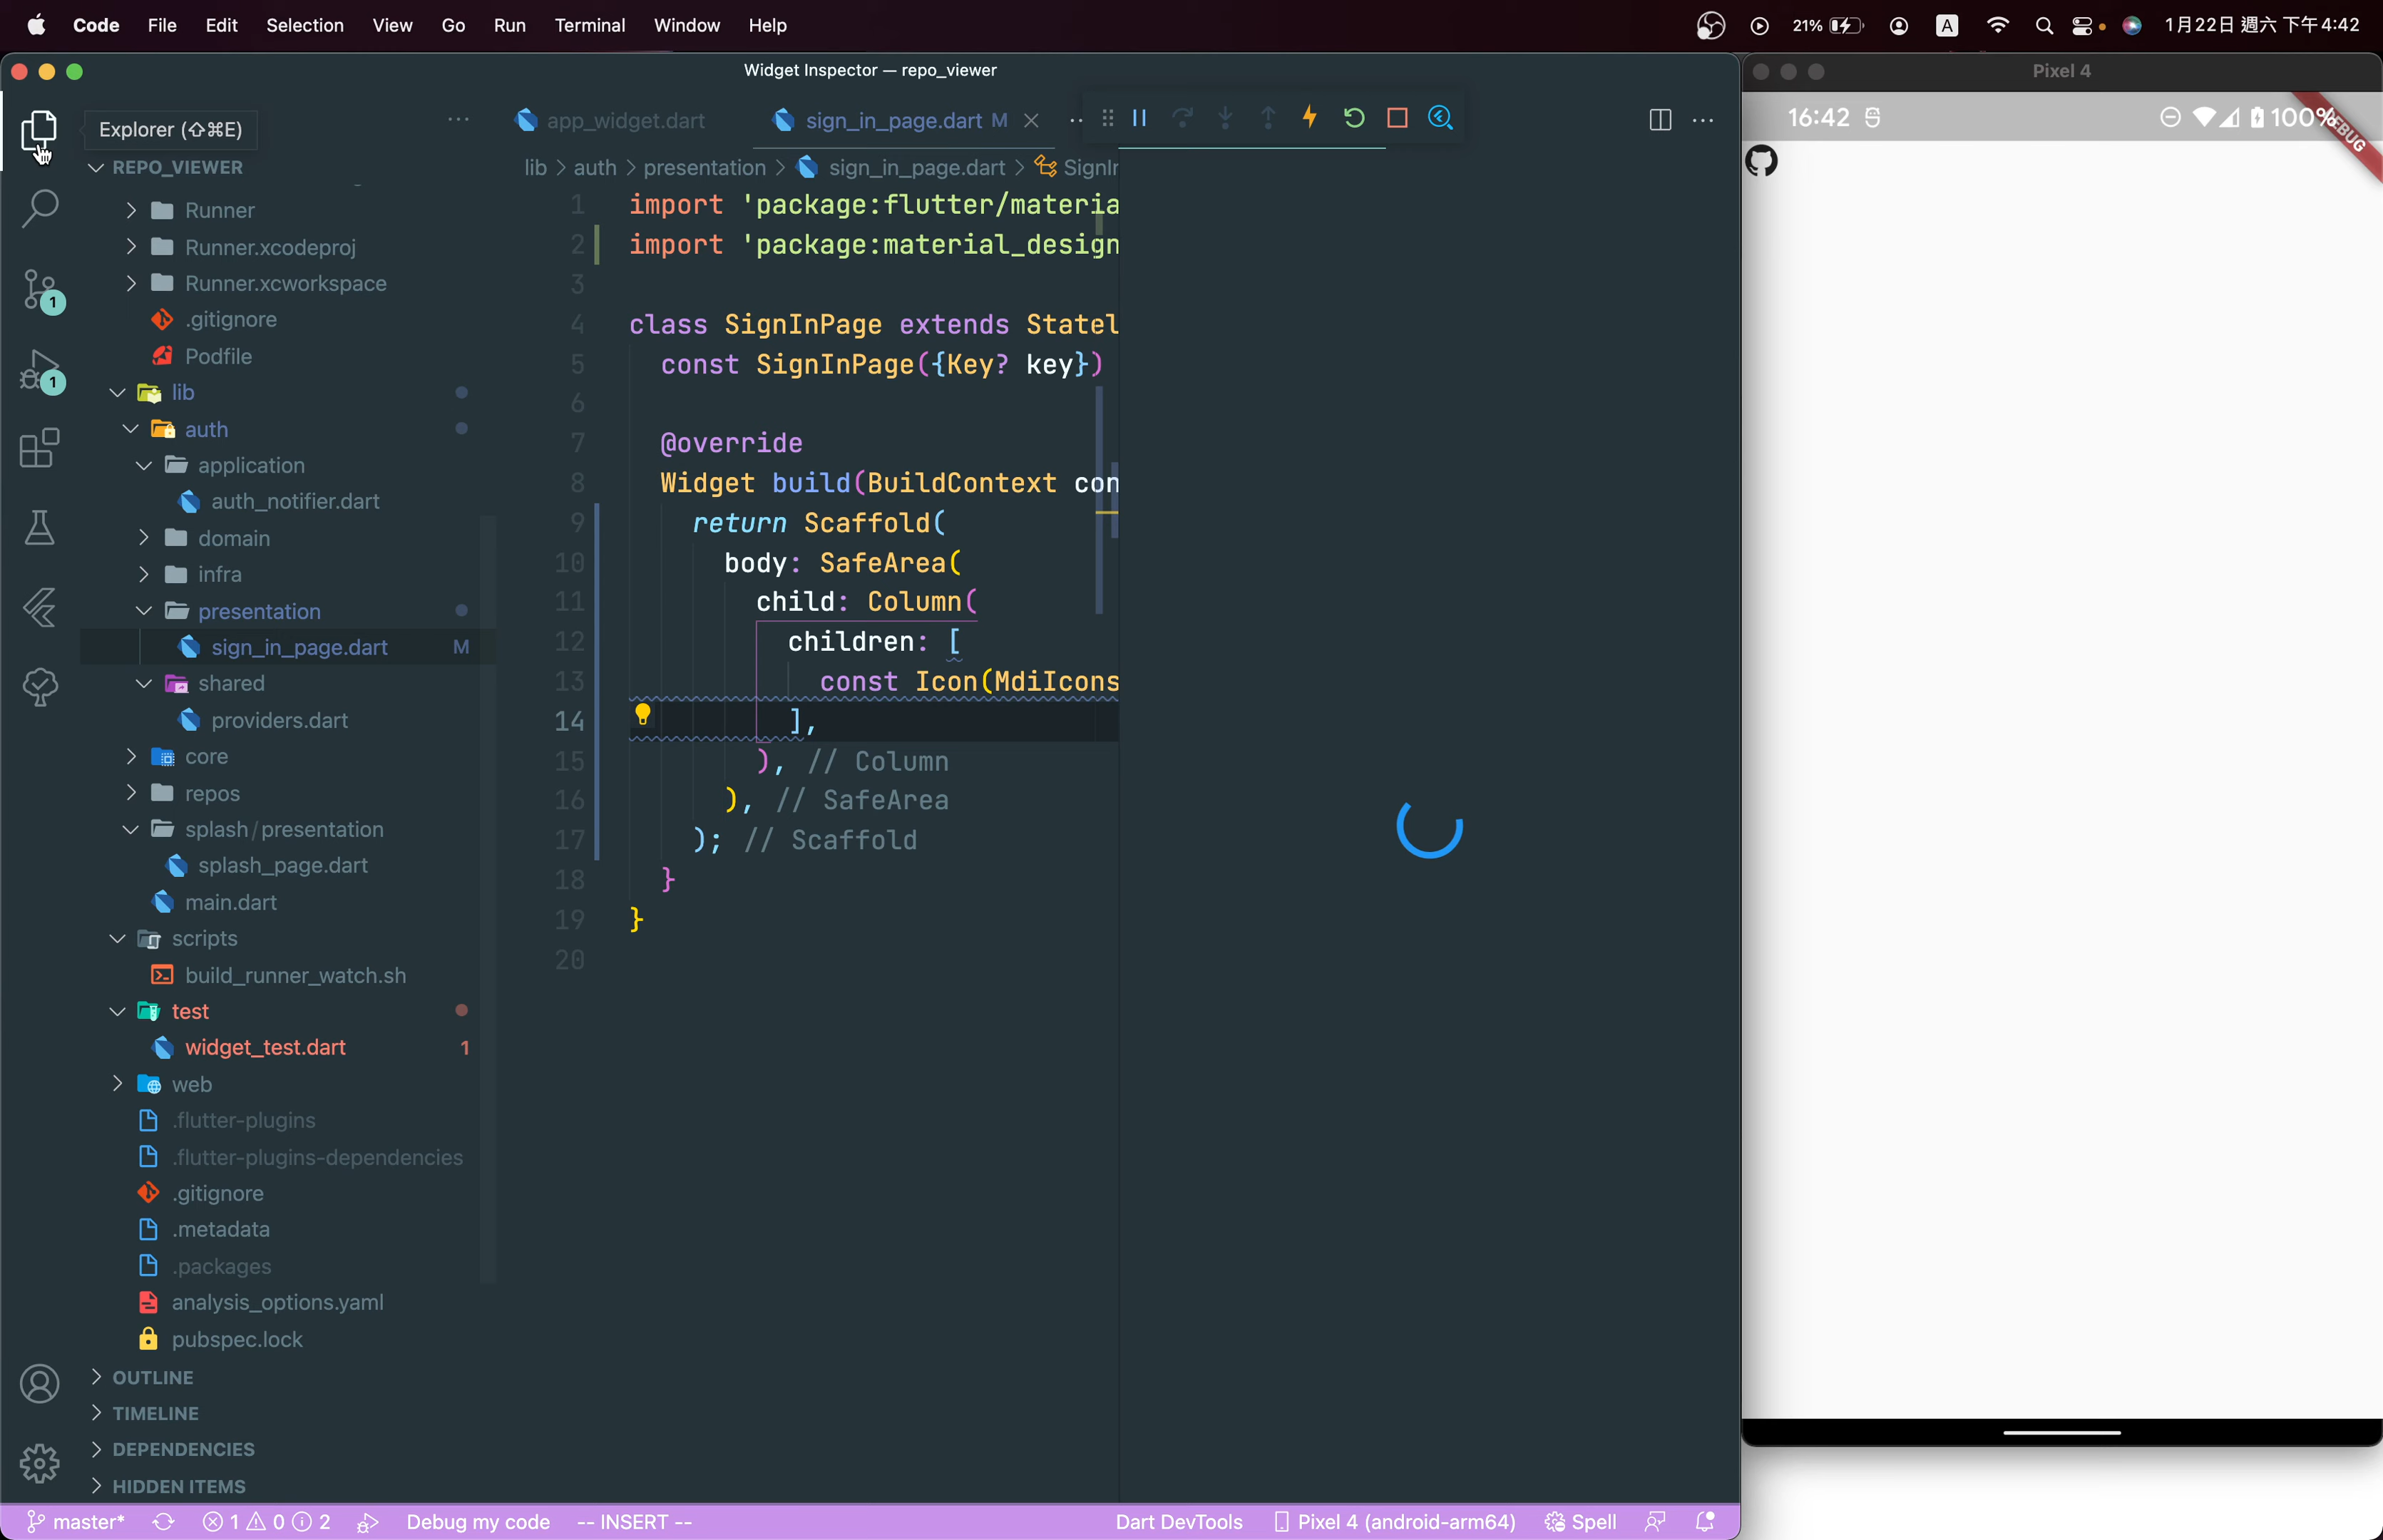 Code File Edit Selection View Go Run Terminal Window Help
21% A 1月22日 週六 下午4:42
Widget Inspector — repo_viewer
Explorer (⇧⌘E)
REPO_VIEWER
Runner
Runner.xcodeproj
Runner.xcworkspace
.gitignore
Podfile
lib
auth
application
auth_notifier.dart
domain
infra
presentation
sign_in_page.dart M
shared
providers.dart
core
repos
splash/presentation
splash_page.dart
main.dart
scripts
build_runner_watch.sh
test
widget_test.dart 1
web
.flutter-plugins
.flutter-plugins-dependencies
.gitignore
.metadata
.packages
analysis_options.yaml
pubspec.lock
OUTLINE
TIMELINE
DEPENDENCIES
HIDDEN ITEMS
1
1
app_widget.dart sign_in_page.dart M
lib > auth > presentation > sign_in_page.dart > SignIn
1 import 'package:flutter/materia
2 import 'package:material_design
3
4 class SignInPage extends Statel
5 const SignInPage({Key? key})
6
7 @override
8 Widget build(BuildContext con
9 return Scaffold(
10 body: SafeArea(
11 child: Column(
12 children: [
13 const Icon(MdiIcons
14 ],
15 ), // Column
16 ), // SafeArea
17 ); // Scaffold
18 }
19 }
20
master* 1 0 2 Debug my code -- INSERT -- Dart DevTools Pixel 4 (android-arm64) Spell
Pixel 4
16:42 100%